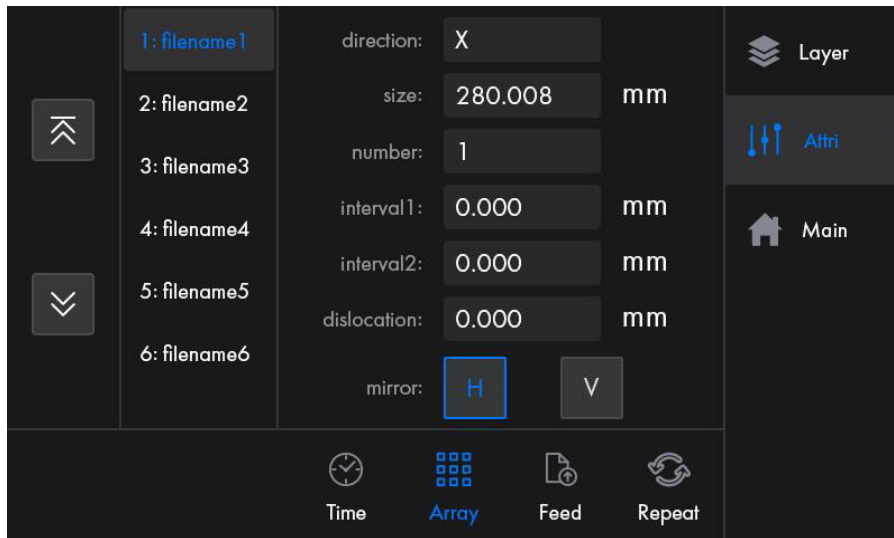 1: filename1
2: filename2
3: filename3
4: filename4
5: filename5
6: filename6
direction: X
size: 280.008 mm
number: 1
interval1: 0.000 mm
interval2: 0.000 mm
dislocation: 0.000 mm
mirror: H V
Layer
Attri
Main
Time Array Feed Repeat